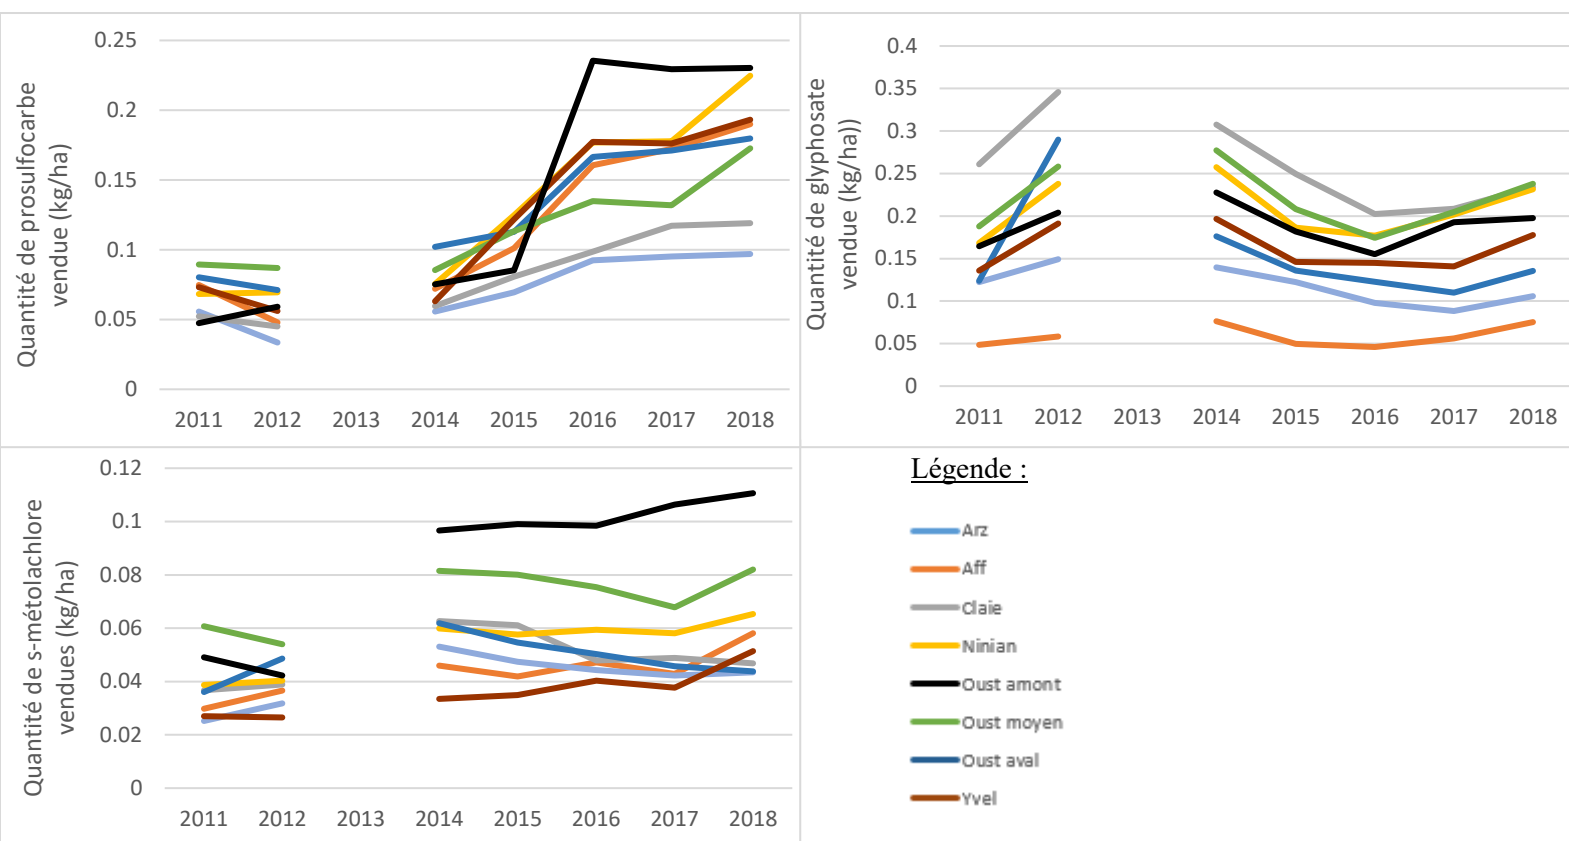 Quantité de prosulfocarbe
vendue (kg/ha)
0.25
0.2
0.15
0.1
0.05
0
2011 2012 2013 2014 2015 2016 2017 2018
Quantité de glyphosate
vendue (kg/ha))
0.4
0.35
0.3
0.25
0.2
0.15
0.1
0.05
0
2011 2012 2013 2014 2015 2016 2017 2018
Quantité de s-métolachlore
vendues (kg/ha)
0.12
0.1
0.08
0.06
0.04
0.02
0
2011 2012 2013 2014 2015 2016 2017 2018
Légende :
Arz
Aff
Claie
Ninian
Oust amont
Oust moyen
Oust aval
Yvel